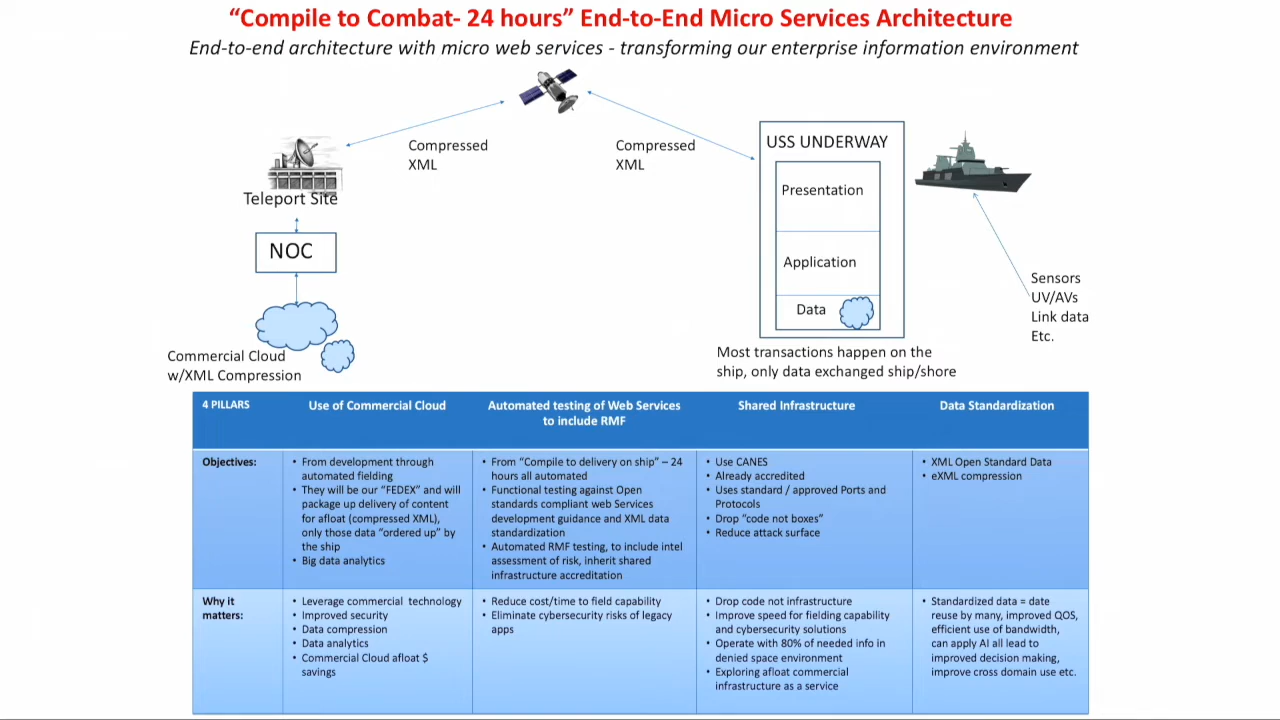 “Compile to Combat- 24 hours” End-to-End Micro Services Architecture
End-to-end architecture with micro web services - transforming our enterprise information environment
Compressed
XML
Compressed
XML
Teleport Site
NOC
Commercial Cloud
w/XML Compression
USS UNDERWAY
Presentation
Application
Data
Sensors
UV/AVs
Link data
Etc.
Most transactions happen on the
ship, only data exchanged ship/shore
4 PILLARS
Use of Commercial Cloud
Automated testing of Web Services
to include RMF
Shared Infrastructure
Data Standardization
Objectives:
• From development through
automated fielding
• They will be our “FEDEX” and will
package up delivery of content
for afloat (compressed XML),
only those data “ordered up” by
the ship
• Big data analytics
• From “Compile to delivery on ship” – 24
hours all automated
• Functional testing against Open
standards compliant web Services
development guidance and XML data
standardization
• Automated RMF testing, to include intel
assessment of risk, inherit shared
infrastructure accreditation
• Use CANES
• Already accredited
• Uses standard / approved Ports and
Protocols
• Drop “code not boxes”
• Reduce attack surface
• XML Open Standard Data
• eXML compression
Why it
matters:
• Leverage commercial technology
• Improved security
• Data compression
• Data analytics
• Commercial Cloud afloat $
savings
• Reduce cost/time to field capability
• Eliminate cybersecurity risks of legacy
apps
• Drop code not infrastructure
• Improve speed for fielding capability
and cybersecurity solutions
• Operate with 80% of needed info in
denied space environment
• Exploring afloat commercial
infrastructure as a service
• Standardized data = date
reuse by many, improved QOS,
efficient use of bandwidth,
can apply AI all lead to
improved decision making,
improve cross domain use etc.